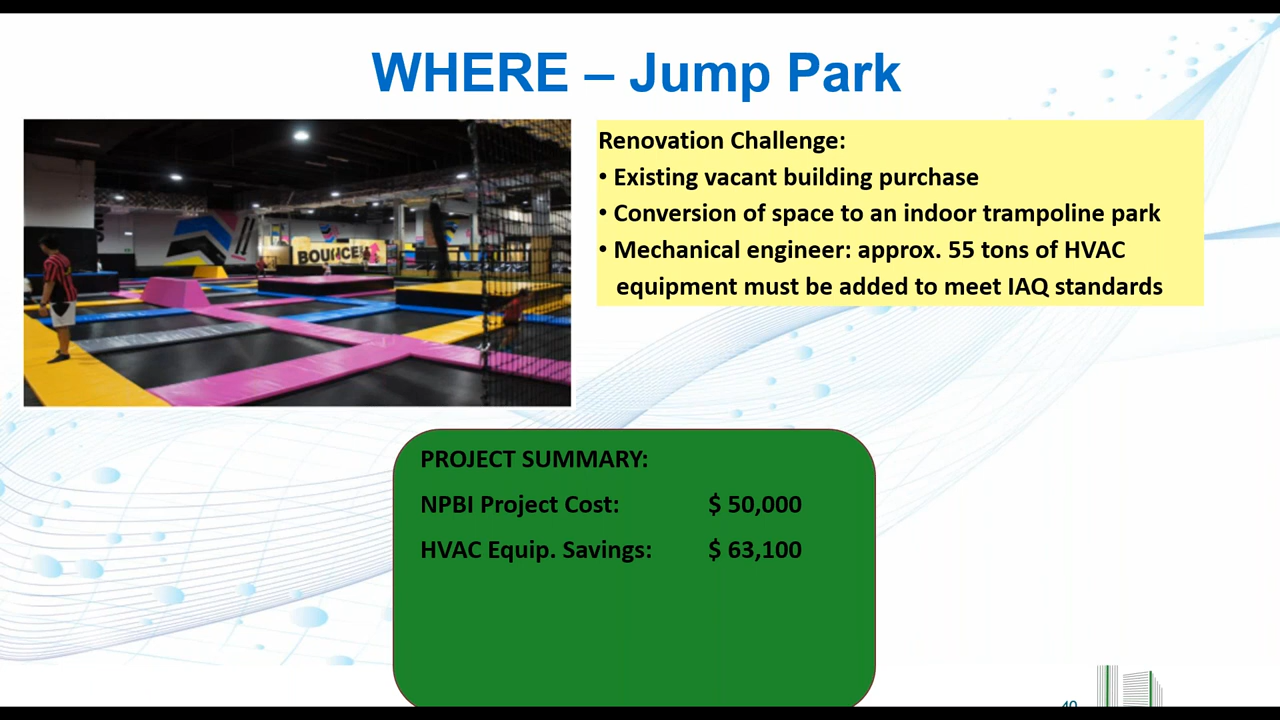 WHERE – Jump Park
BOUNCE
Renovation Challenge:
• Existing vacant building purchase
• Conversion of space to an indoor trampoline park
• Mechanical engineer: approx. 55 tons of HVAC
equipment must be added to meet IAQ standards
PROJECT SUMMARY:
NPBI Project Cost: $ 50,000
HVAC Equip. Savings: $ 63,100